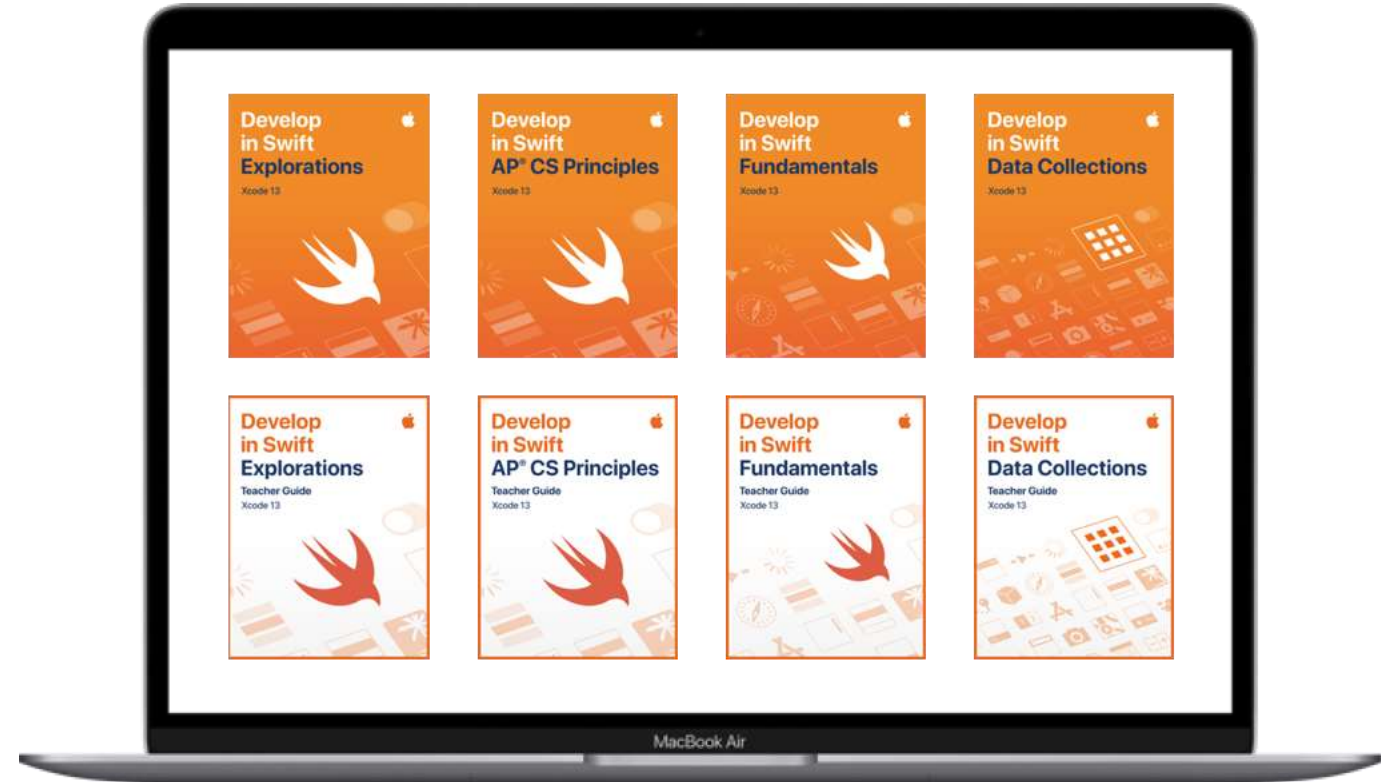 Develop
in Swift
Explorations
Xcode 13
Develop
in Swift
AP® CS Principles
Xcode 13
Develop
in Swift
Fundamentals
Xcode 13
Develop
in Swift
Data Collections
Xcode 13
Develop
in Swift
Explorations
Teacher Guide
Xcode 13
Develop
in Swift
AP® CS Principles
Teacher Guide
Xcode 13
Develop
in Swift
Fundamentals
Teacher Guide
Xcode 13
Develop
in Swift
Data Collections
Teacher Guide
Xcode 13
MacBook Air